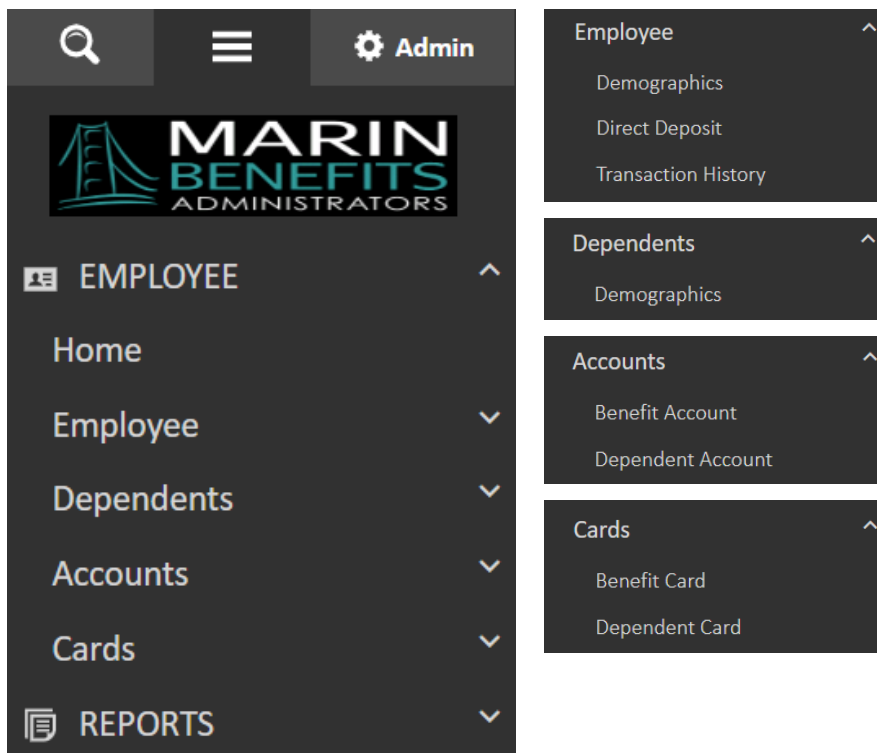 Admin
MARIN
BENEFITS
ADMINISTRATORS
EMPLOYEE
Home
Employee
Dependents
Accounts
Cards
REPORTS
Employee
Demographics
Direct Deposit
Transaction History
Dependents
Demographics
Accounts
Benefit Account
Dependent Account
Cards
Benefit Card
Dependent Card